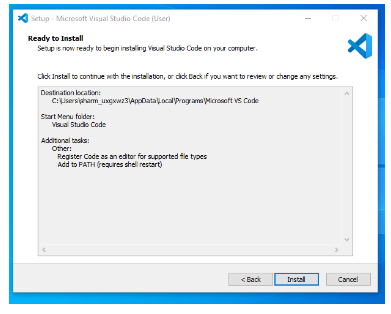 Setup - Microsoft Visual Studio Code (User)
Ready to Install
Setup is now ready to begin installing Visual Studio Code on your computer.
Click Install to continue with the installation, or click Back if you want to review or change any settings.
Destination location:
C:\Users\sharm_uxgxwz3\AppData\Local\Programs\Microsoft VS Code
Start Menu folder:
Visual Studio Code
Additional tasks:
Other:
Register Code as an editor for supported file types
Add to PATH (requires shell restart)
< Back
Install
Cancel